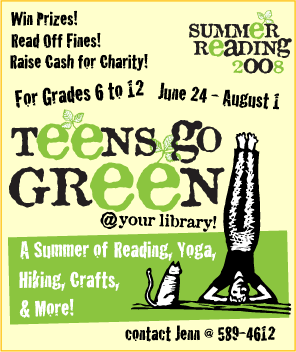 Win Prizes!
Read Off Fines!
Raise Cash for Charity!
SUMMER
ReADiNG
2008
For Grades 6 to 12
June 24 - August 1
TeeNS go
GReeN
@ your library!
A Summer of Reading, Yoga,
Hiking, Crafts,
& More!
contact Jenn @ 589-4612